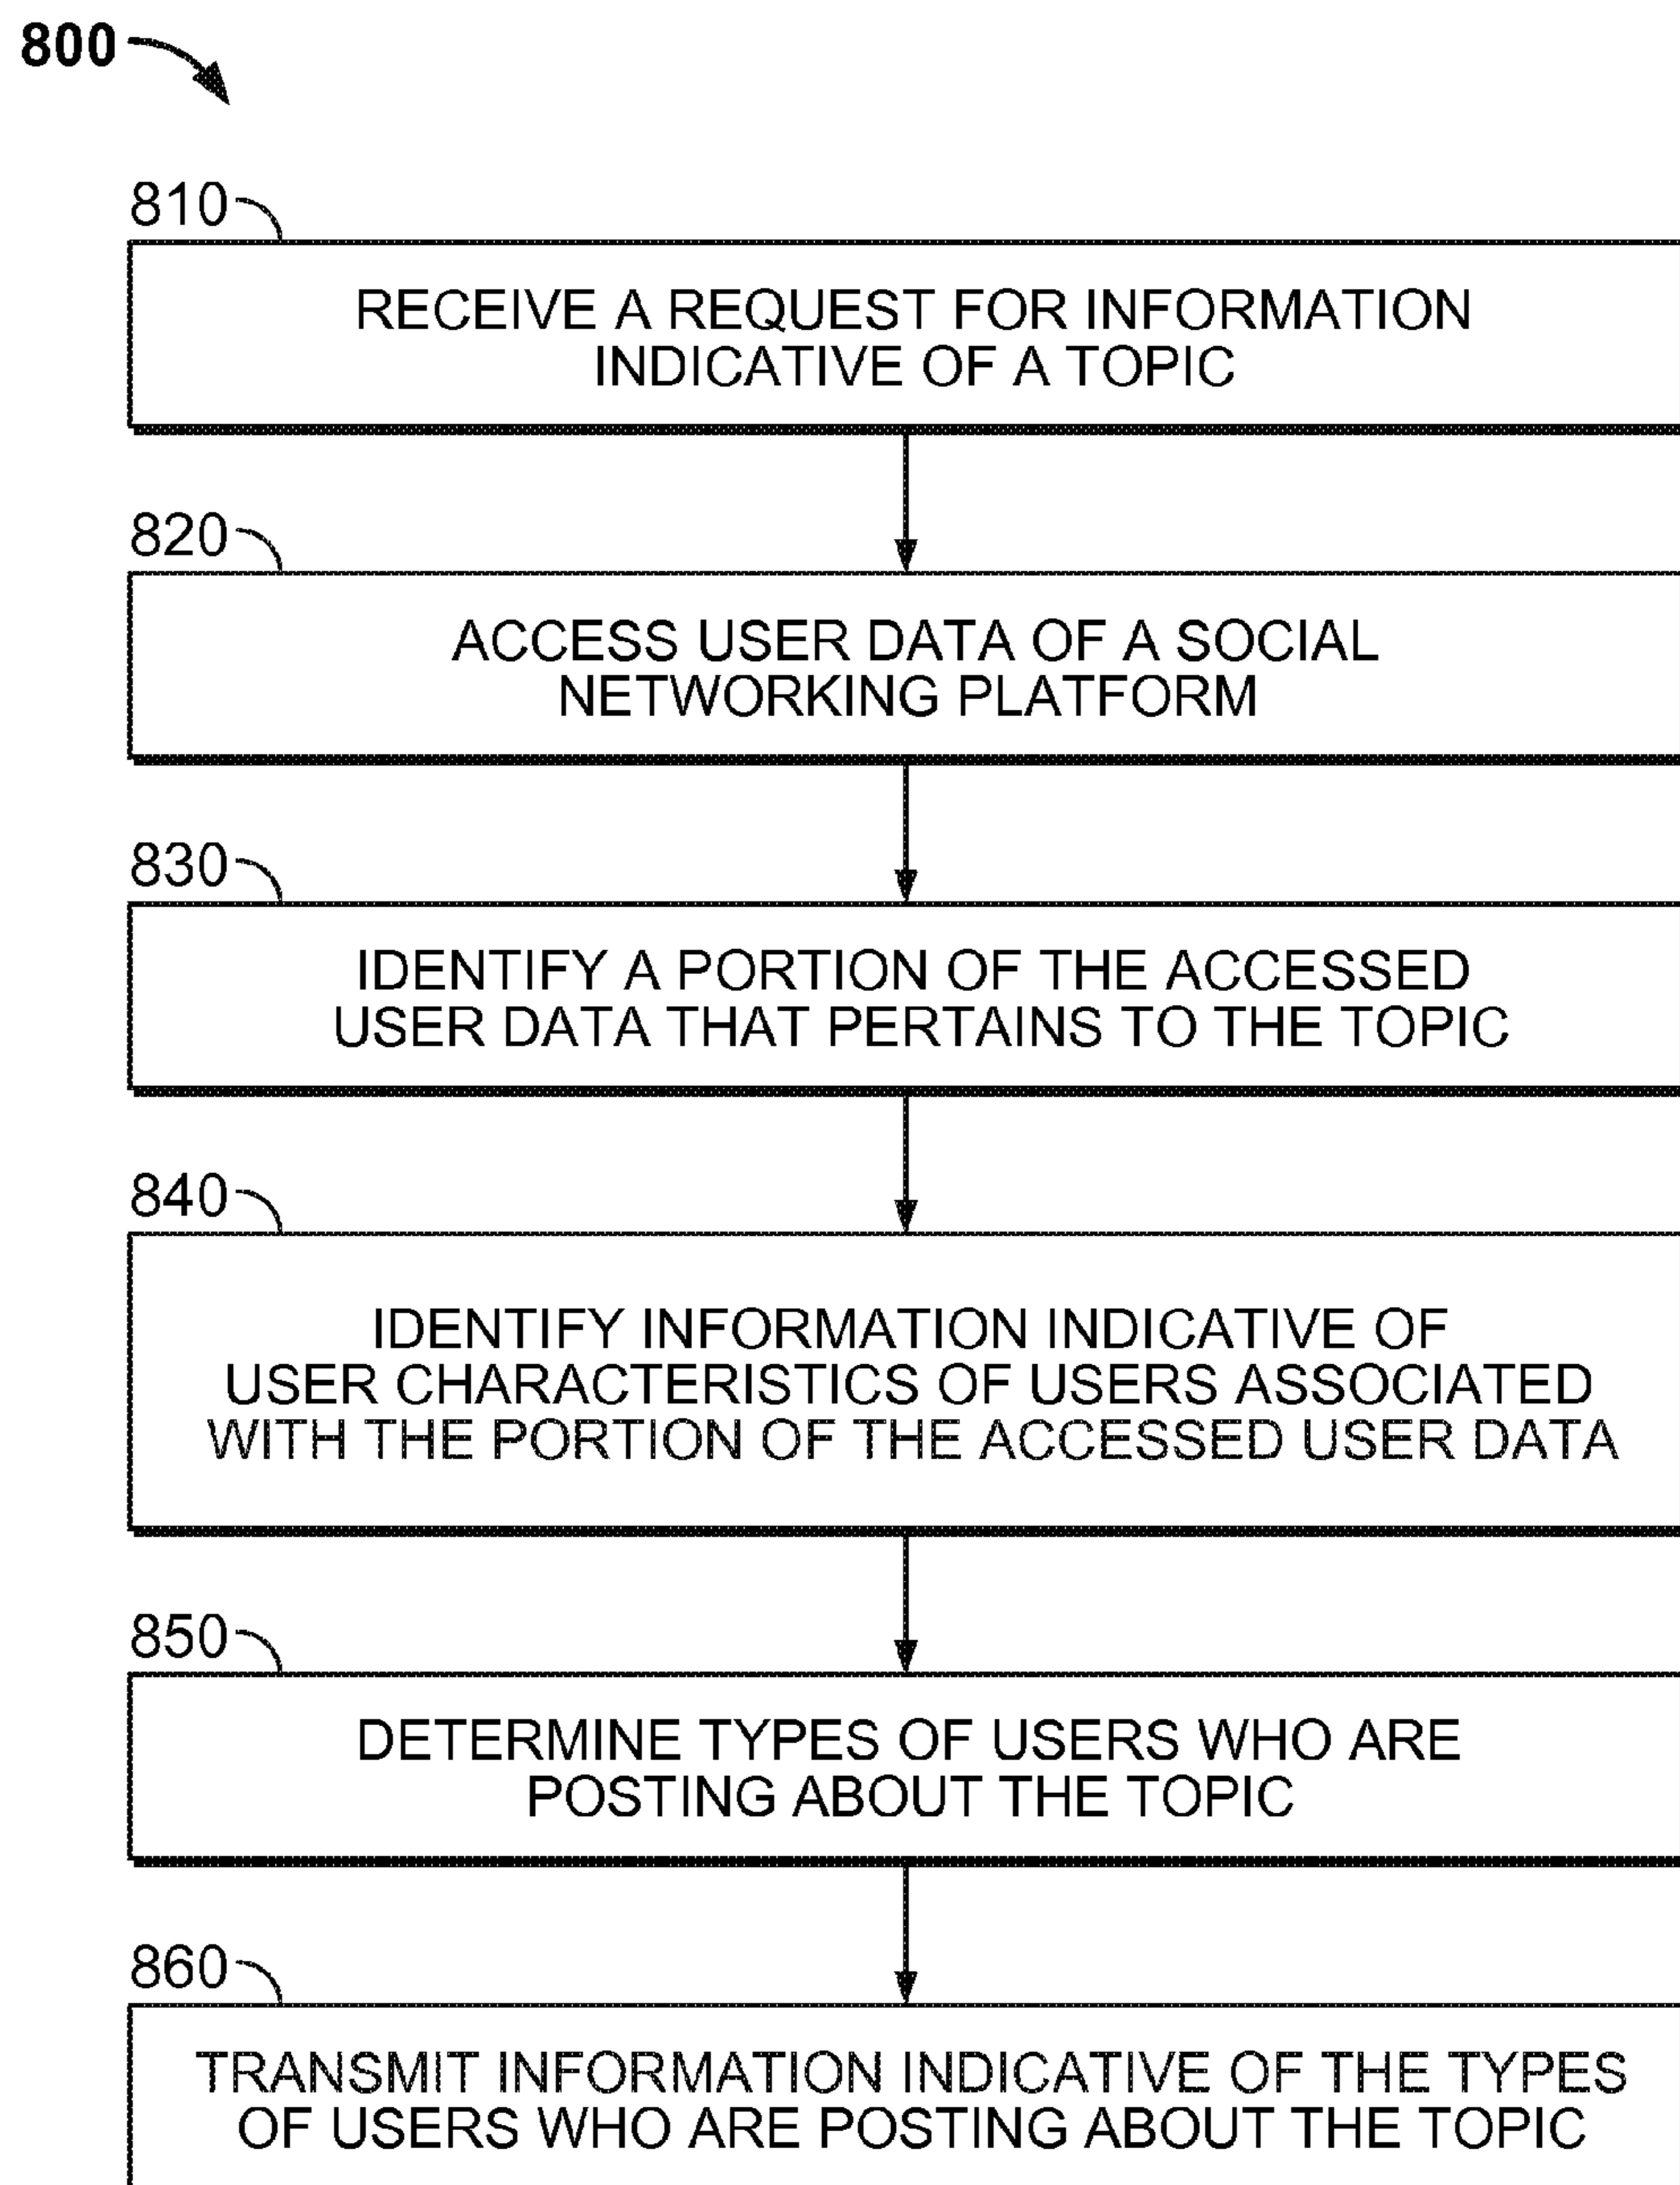 800
810
RECEIVE A REQUEST FOR INFORMATION
INDICATIVE OF A TOPIC
820
ACCESS USER DATA OF A SOCIAL
NETWORKING PLATFORM
830
IDENTIFY A PORTION OF THE ACCESSED
USER DATA THAT PERTAINS TO THE TOPIC
840
IDENTIFY INFORMATION INDICATIVE OF
USER CHARACTERISTICS OF USERS ASSOCIATED
WITH THE PORTION OF THE ACCESSED USER DATA
850
DETERMINE TYPES OF USERS WHO ARE
POSTING ABOUT THE TOPIC
860
TRANSMIT INFORMATION INDICATIVE OF THE TYPES
OF USERS WHO ARE POSTING ABOUT THE TOPIC